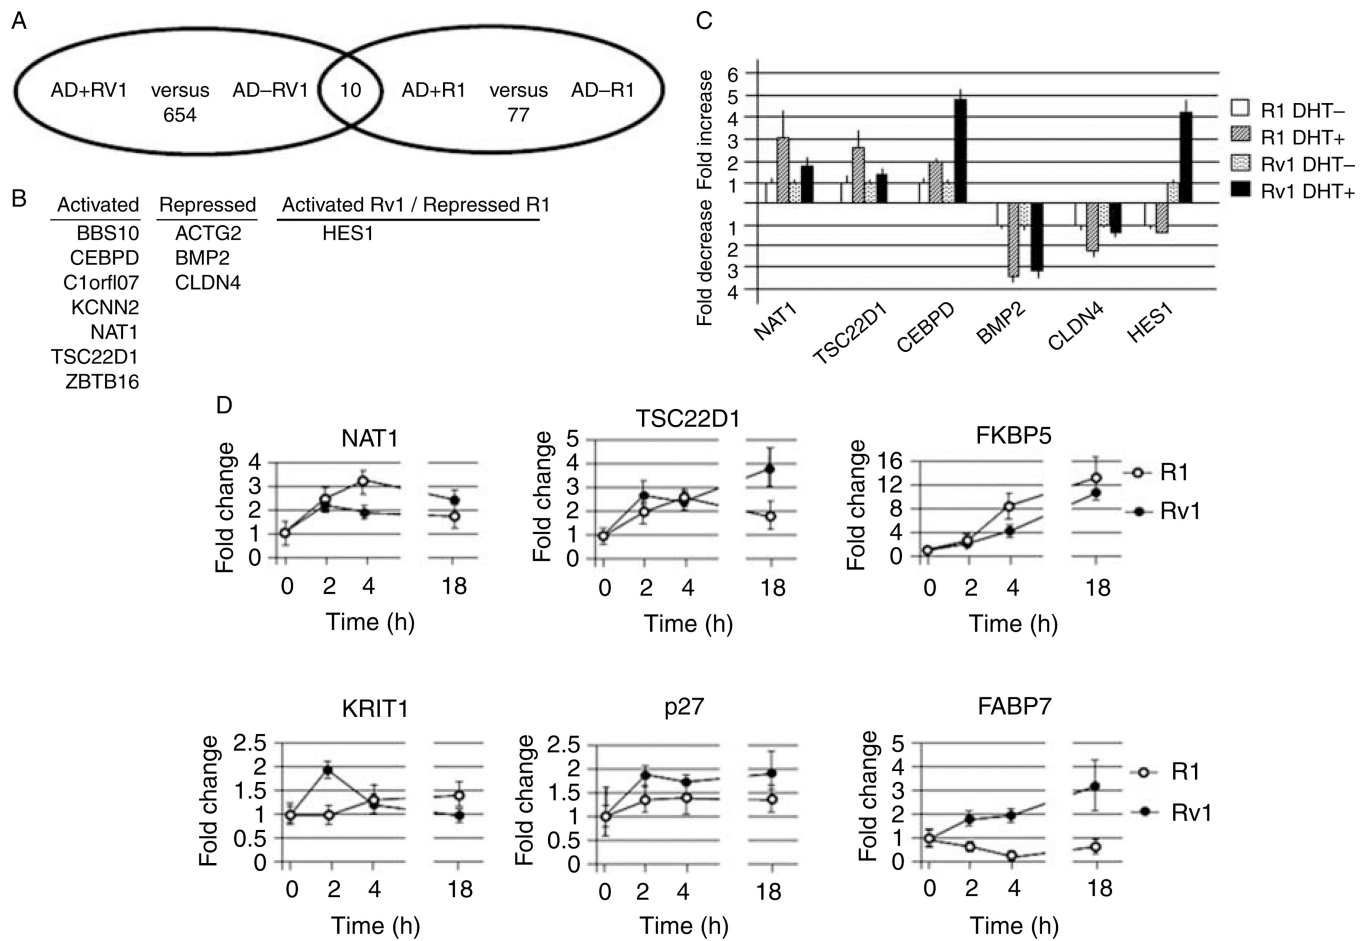 A
AD+RV1 versus AD–RV1 10 AD+R1 versus AD–R1
654 77
B
Activated Repressed Activated Rv1 / Repressed R1
BBS10 ACTG2 HES1
CEBPD BMP2
C1orfl07 CLDN4
KCNN2
NAT1
TSC22D1
ZBTB16
C
Fold increase
Fold decrease
6
5
4
3
2
1
1
2
3
4
NAT1 TSC22D1 CEBPD BMP2 CLDN4 HES1
R1 DHT–
R1 DHT+
Rv1 DHT–
Rv1 DHT+
D
NAT1
Fold change
4
3
2
1
0
0 2 4 18
Time (h)
TSC22D1
Fold change
5
4
3
2
1
0
0 2 4 18
Time (h)
FKBP5
Fold change
16
12
8
4
0
0 2 4 18
Time (h)
R1
Rv1
KRIT1
Fold change
2.5
2
1.5
1
0.5
0
0 2 4 18
Time (h)
p27
Fold change
2.5
2
1.5
1
0.5
0
0 2 4 18
Time (h)
FABP7
Fold change
5
4
3
2
1
0
0 2 4 18
Time (h)
R1
Rv1